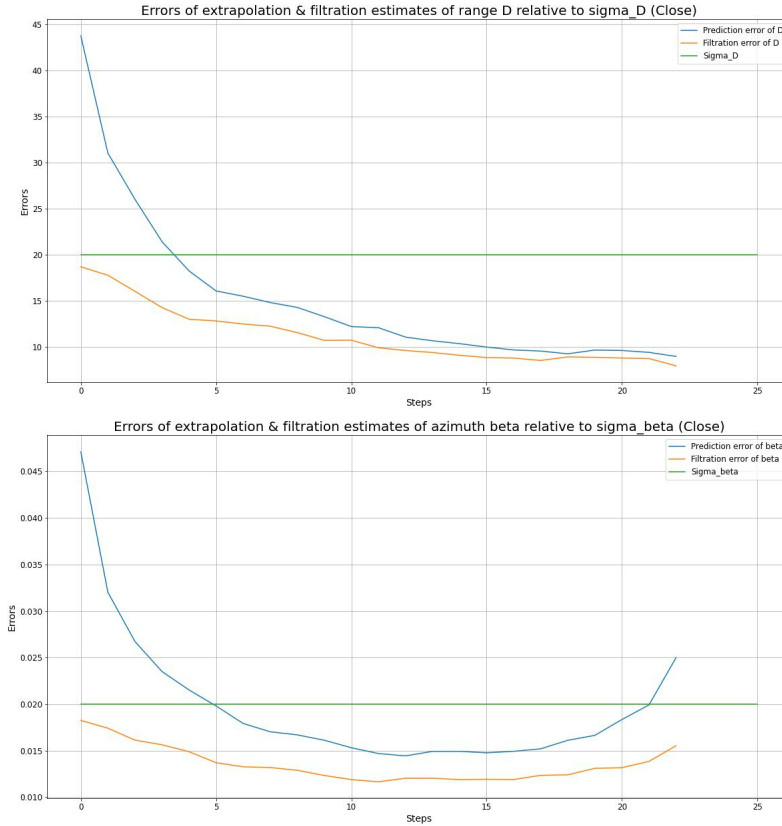 Errors of extrapolation & filtration estimates of range D relative to sigma_D (Close)
Prediction error of D
Filtration error of D
Sigma_D
45
40
35
30
25
20
15
10
Errors
0
5
10
15
20
25
Steps
Errors of extrapolation & filtration estimates of azimuth beta relative to sigma_beta (Close)
Prediction error of beta
Filtration error of beta
Sigma_beta
0.045
0.040
0.035
0.030
0.025
0.020
0.015
0.010
Errors
0
5
10
15
20
25
Steps